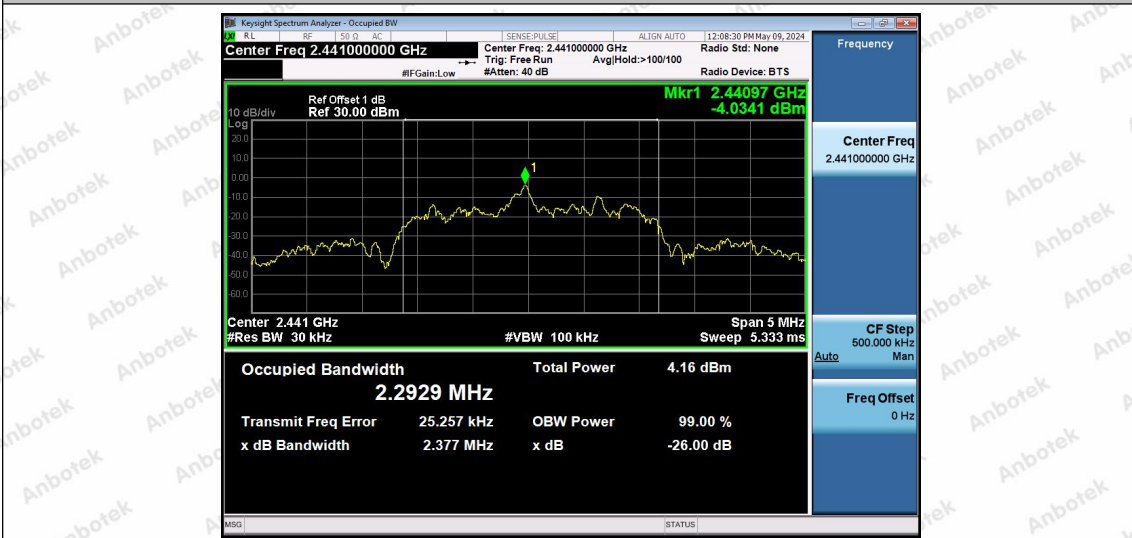 Keysight Spectrum Analyzer - Occupied BW
RL RF 50 Ω AC SENSE:PULSE ALIGN AUTO 12:08:30 PM May 09, 2024
Center Freq 2.441000000 GHz
Center Freq: 2.441000000 GHz
Radio Std: None
Trig: Free Run Avg|Hold:>100/100
#IFGain:Low
#Atten: 40 dB
Radio Device: BTS
Frequency
Mkr1 2.44097 GHz
-4.0341 dBm
Ref Offset 1 dB
10 dB/div Ref 30.00 dBm
Log
20.0
10.0
0.00
-10.0
-20.0
-30.0
-40.0
-50.0
-60.0
1
Center Freq
2.441000000 GHz
Center 2.441 GHz
Span 5 MHz
#Res BW 30 kHz
#VBW 100 kHz
Sweep 5.333 ms
CF Step
500.000 kHz
Auto Man
Occupied Bandwidth
2.2929 MHz
Total Power 4.16 dBm
Transmit Freq Error 25.257 kHz
OBW Power 99.00 %
x dB Bandwidth 2.377 MHz
x dB -26.00 dB
Freq Offset
0 Hz
MSG
STATUS
Anbotek